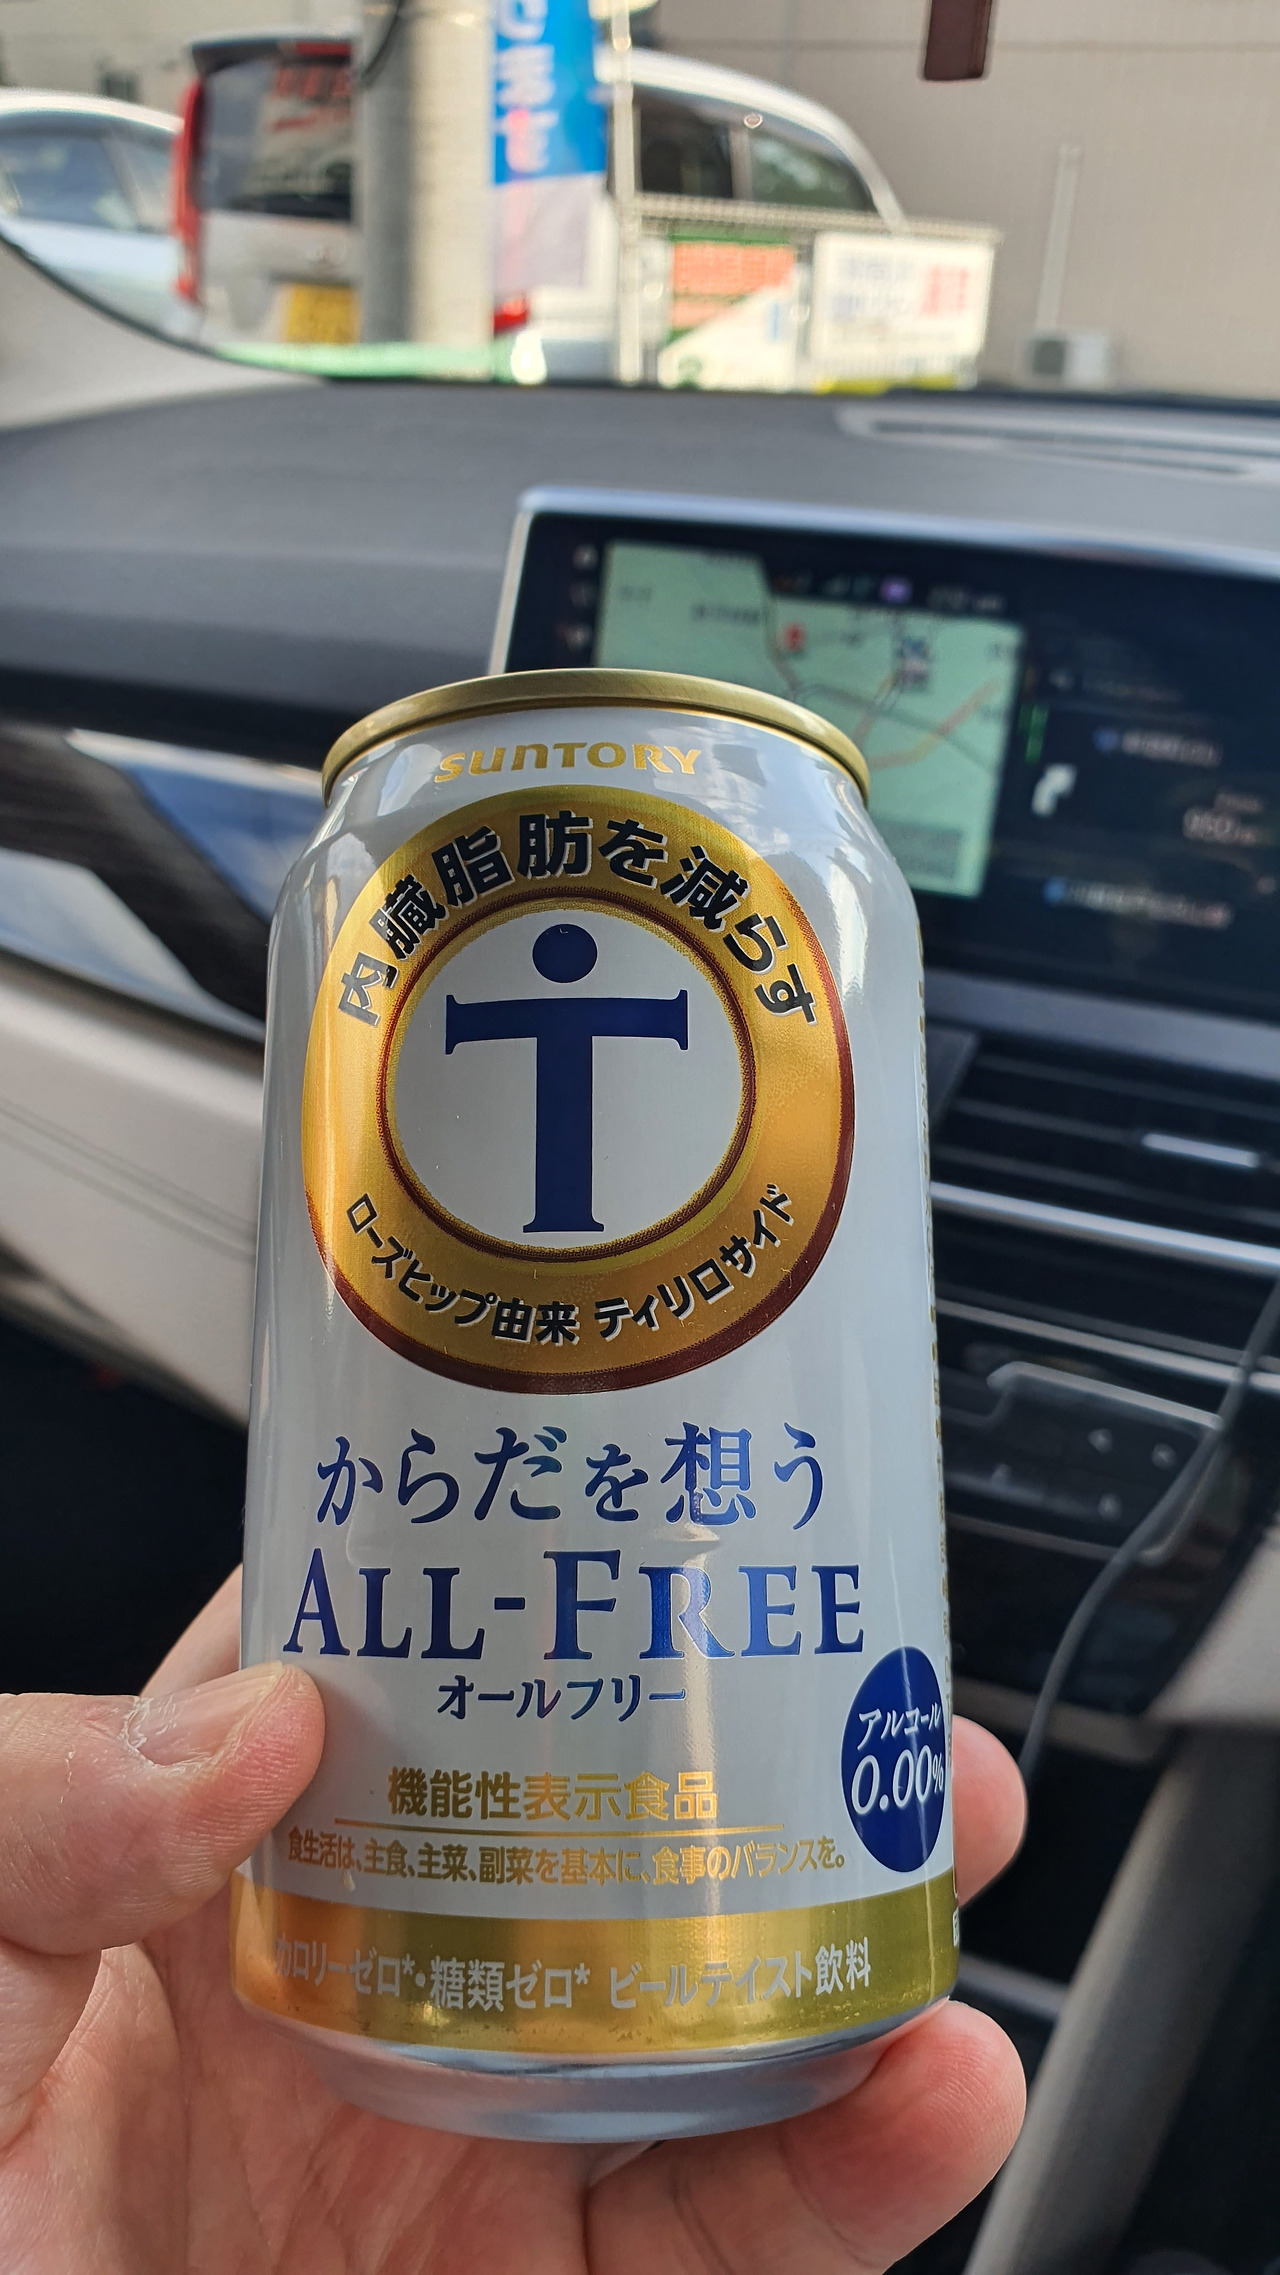 します
SUNTORY
内臓脂肪を減らす
T
ローズヒップ由来 ティリロサイド
からだを想う
ALL-FREE
オールフリー
アルコール
0.00%
機能性表示食品
食生活は、主食、主菜、副菜を基本に、食事のバランスを。
カロリーゼロ*・糖類ゼロ* ビールテイスト飲料